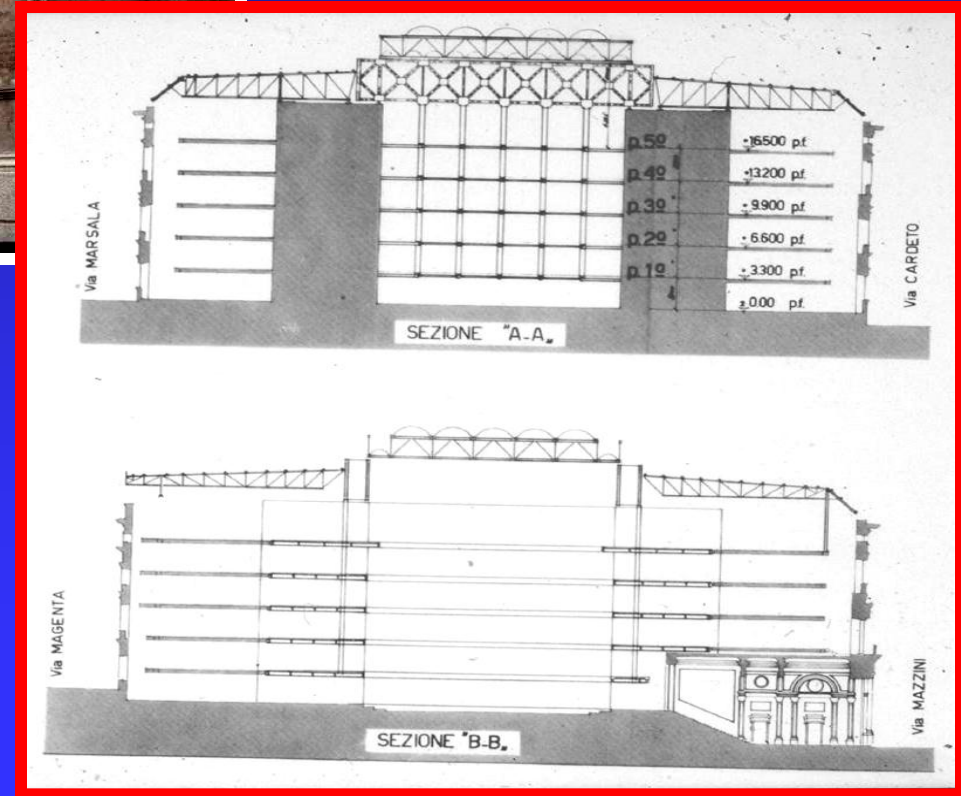 Via MARSALA
p.5º +16.500 p.f.
p.4º +13.200 p.f.
p.3º + 9.900 p.f.
p.2º + 6.600 p.f.
p.1º + 3.300 p.f.
± 0.00 p.f.
Via CARDETO
SEZIONE "A-A„
Via MAGENTA
Via MAZZINI
SEZIONE "B-B„